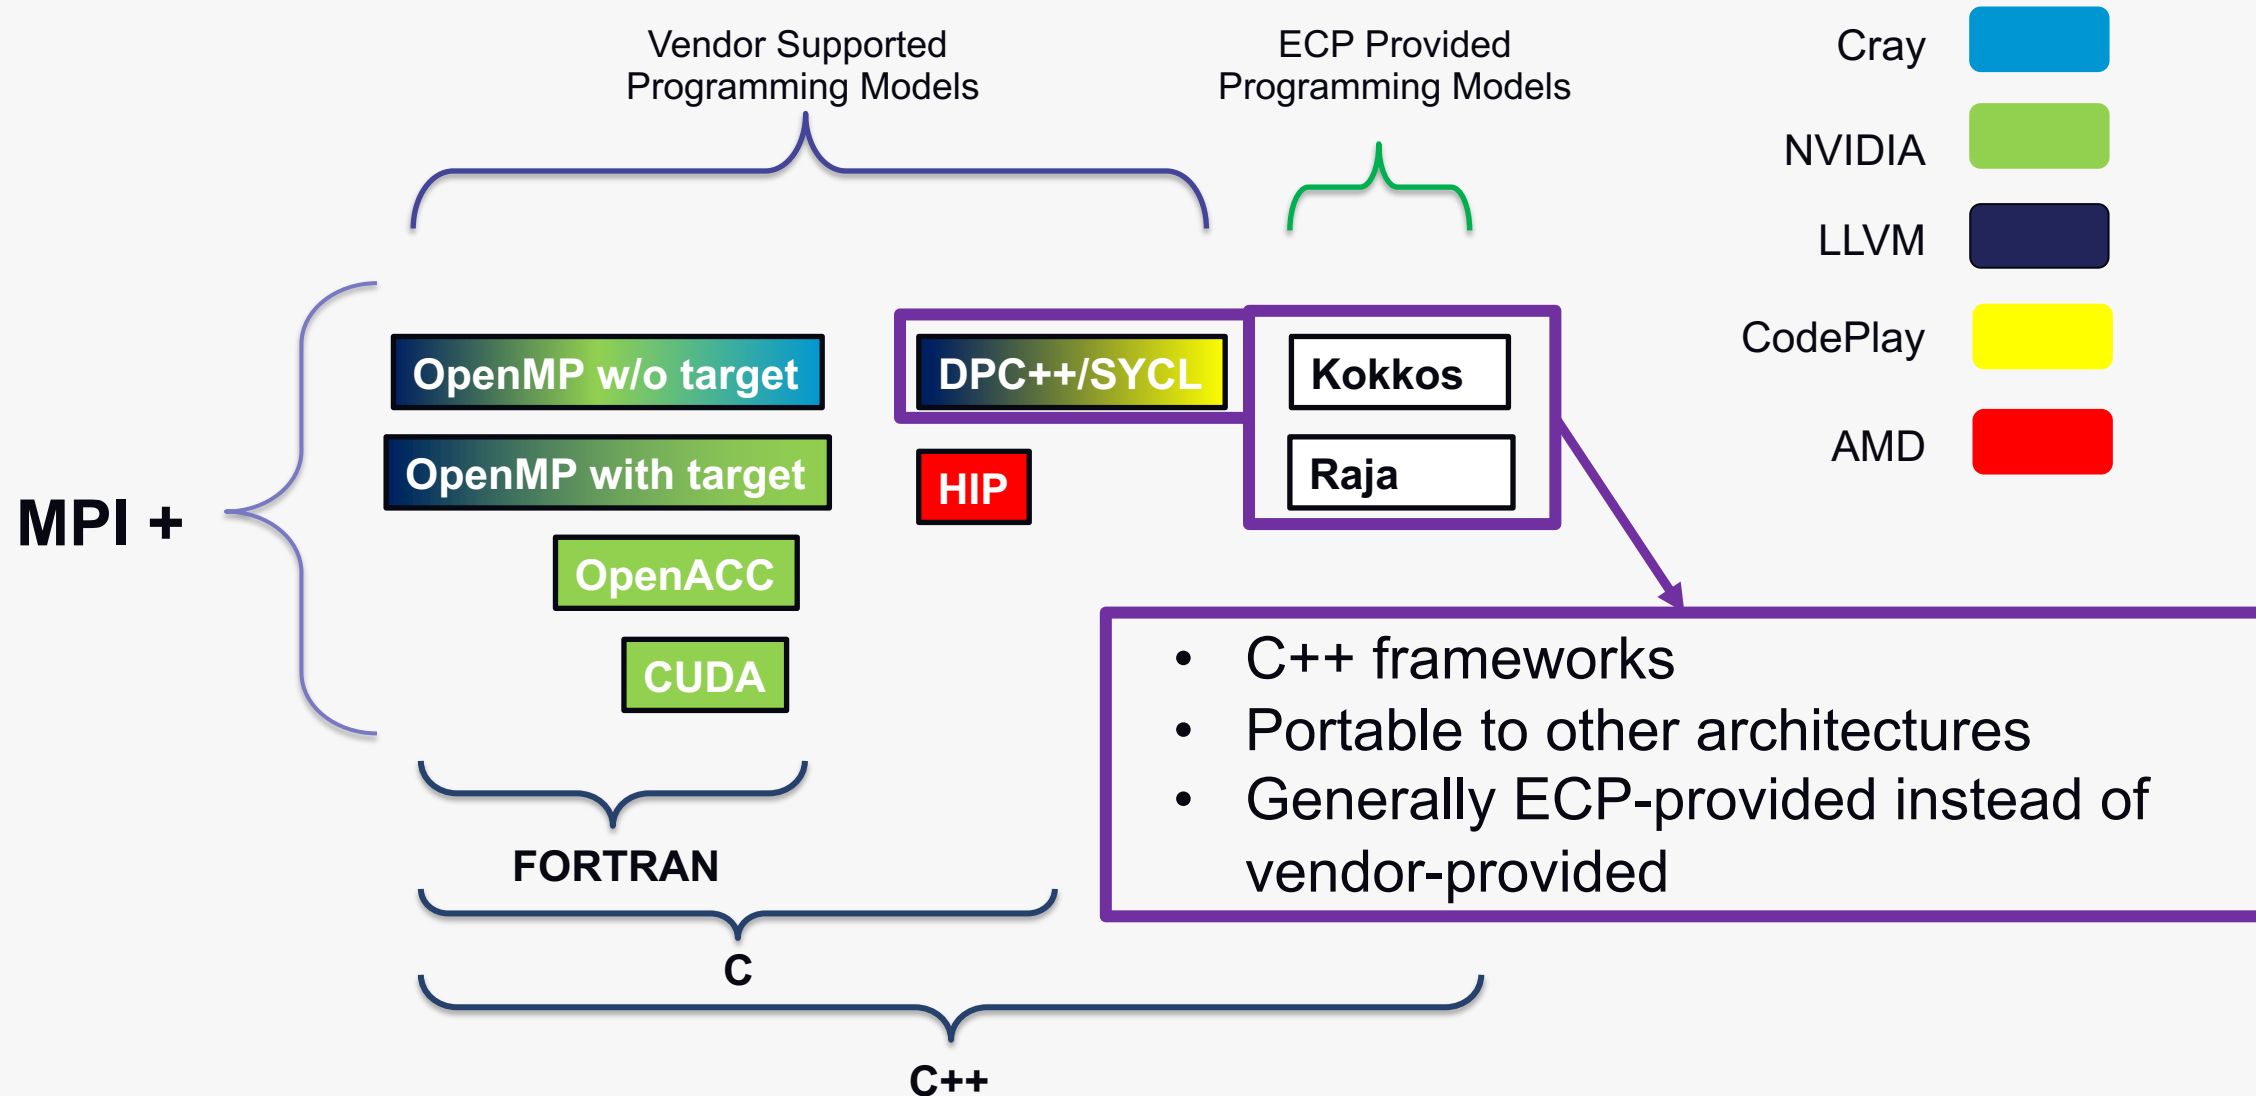 Vendor Supported
Programming Models
ECP Provided
Programming Models
Cray
NVIDIA
LLVM
CodePlay
AMD
MPI +
OpenMP w/o target
DPC++/SYCL
Kokkos
OpenMP with target
HIP
Raja
OpenACC
CUDA
• C++ frameworks
• Portable to other architectures
• Generally ECP-provided instead of
vendor-provided
FORTRAN
C
C++